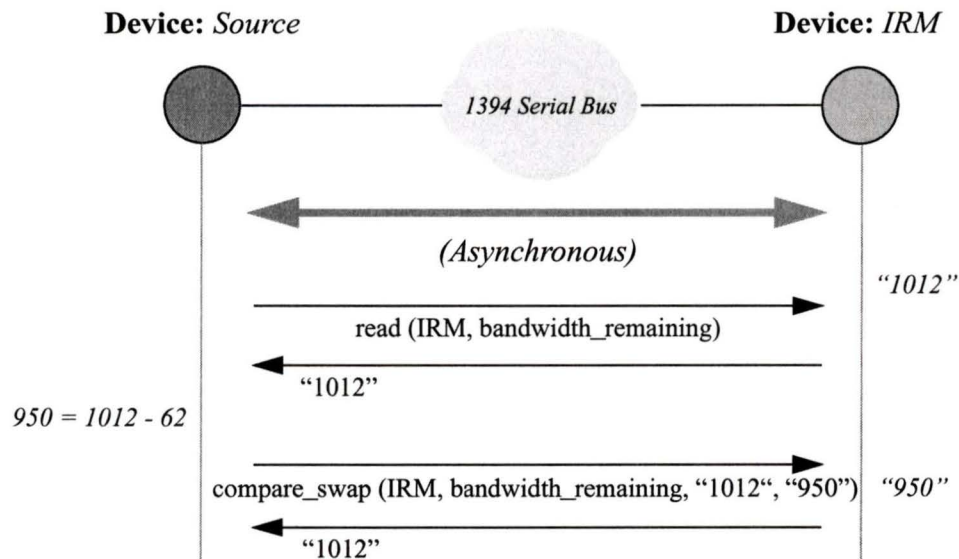 Device: Source
Device: IRM
1394 Serial Bus
(Asynchronous)
"1012"
read (IRM, bandwidth_remaining)
“1012”
950 = 1012 - 62
compare_swap (IRM, bandwidth_remaining, “1012“, “950”)
“950”
“1012”